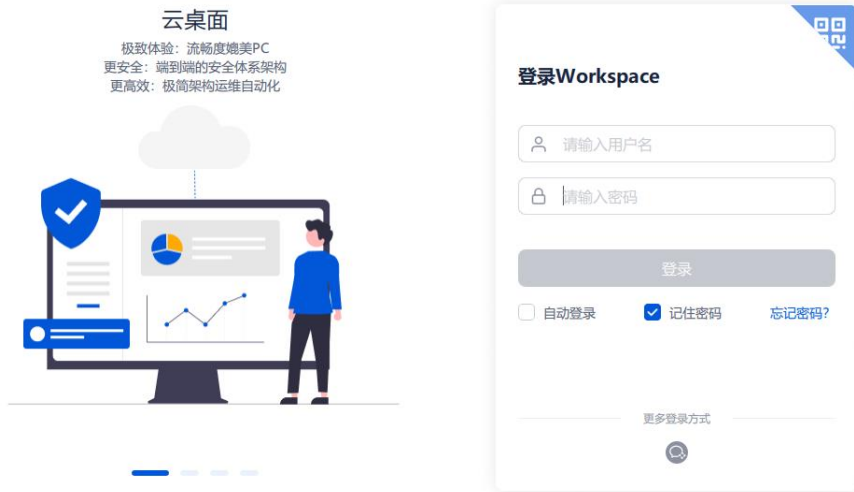 云桌面
极致体验：流畅度媲美PC
更安全：端到端的安全体系架构
更高效：极简架构运维自动化
登录Workspace
请输入用户名
请输入密码
登录
自动登录
记住密码
忘记密码?
更多登录方式